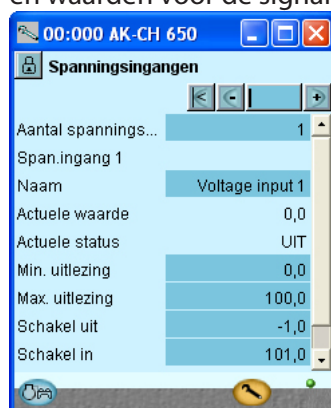 en waarden voor de signal
00:000 AK-CH 650
Spanningsingangen
Aantal spannings... 1
Span.ingang 1
Naam Voltage input 1
Actuele waarde 0,0
Actuele status UIT
Min. uitlezing 0,0
Max. uitlezing 100,0
Schakel uit -1,0
Schakel in 101,0